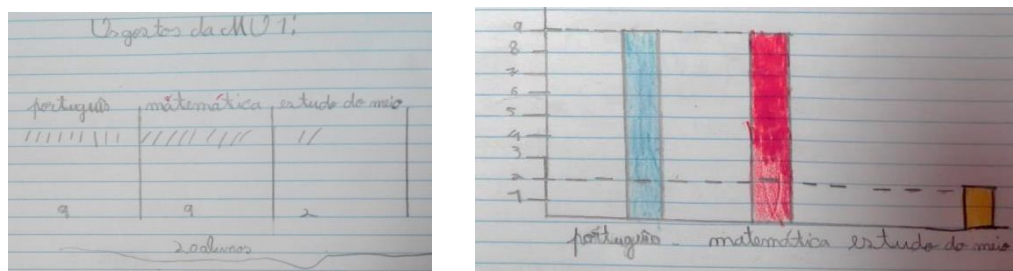 Os gostos da MU1:
português matemática estudo do meio
9 9 2
20 alunos
9
8
7
6
5
4
3
2
1
português matemática estudo do meio